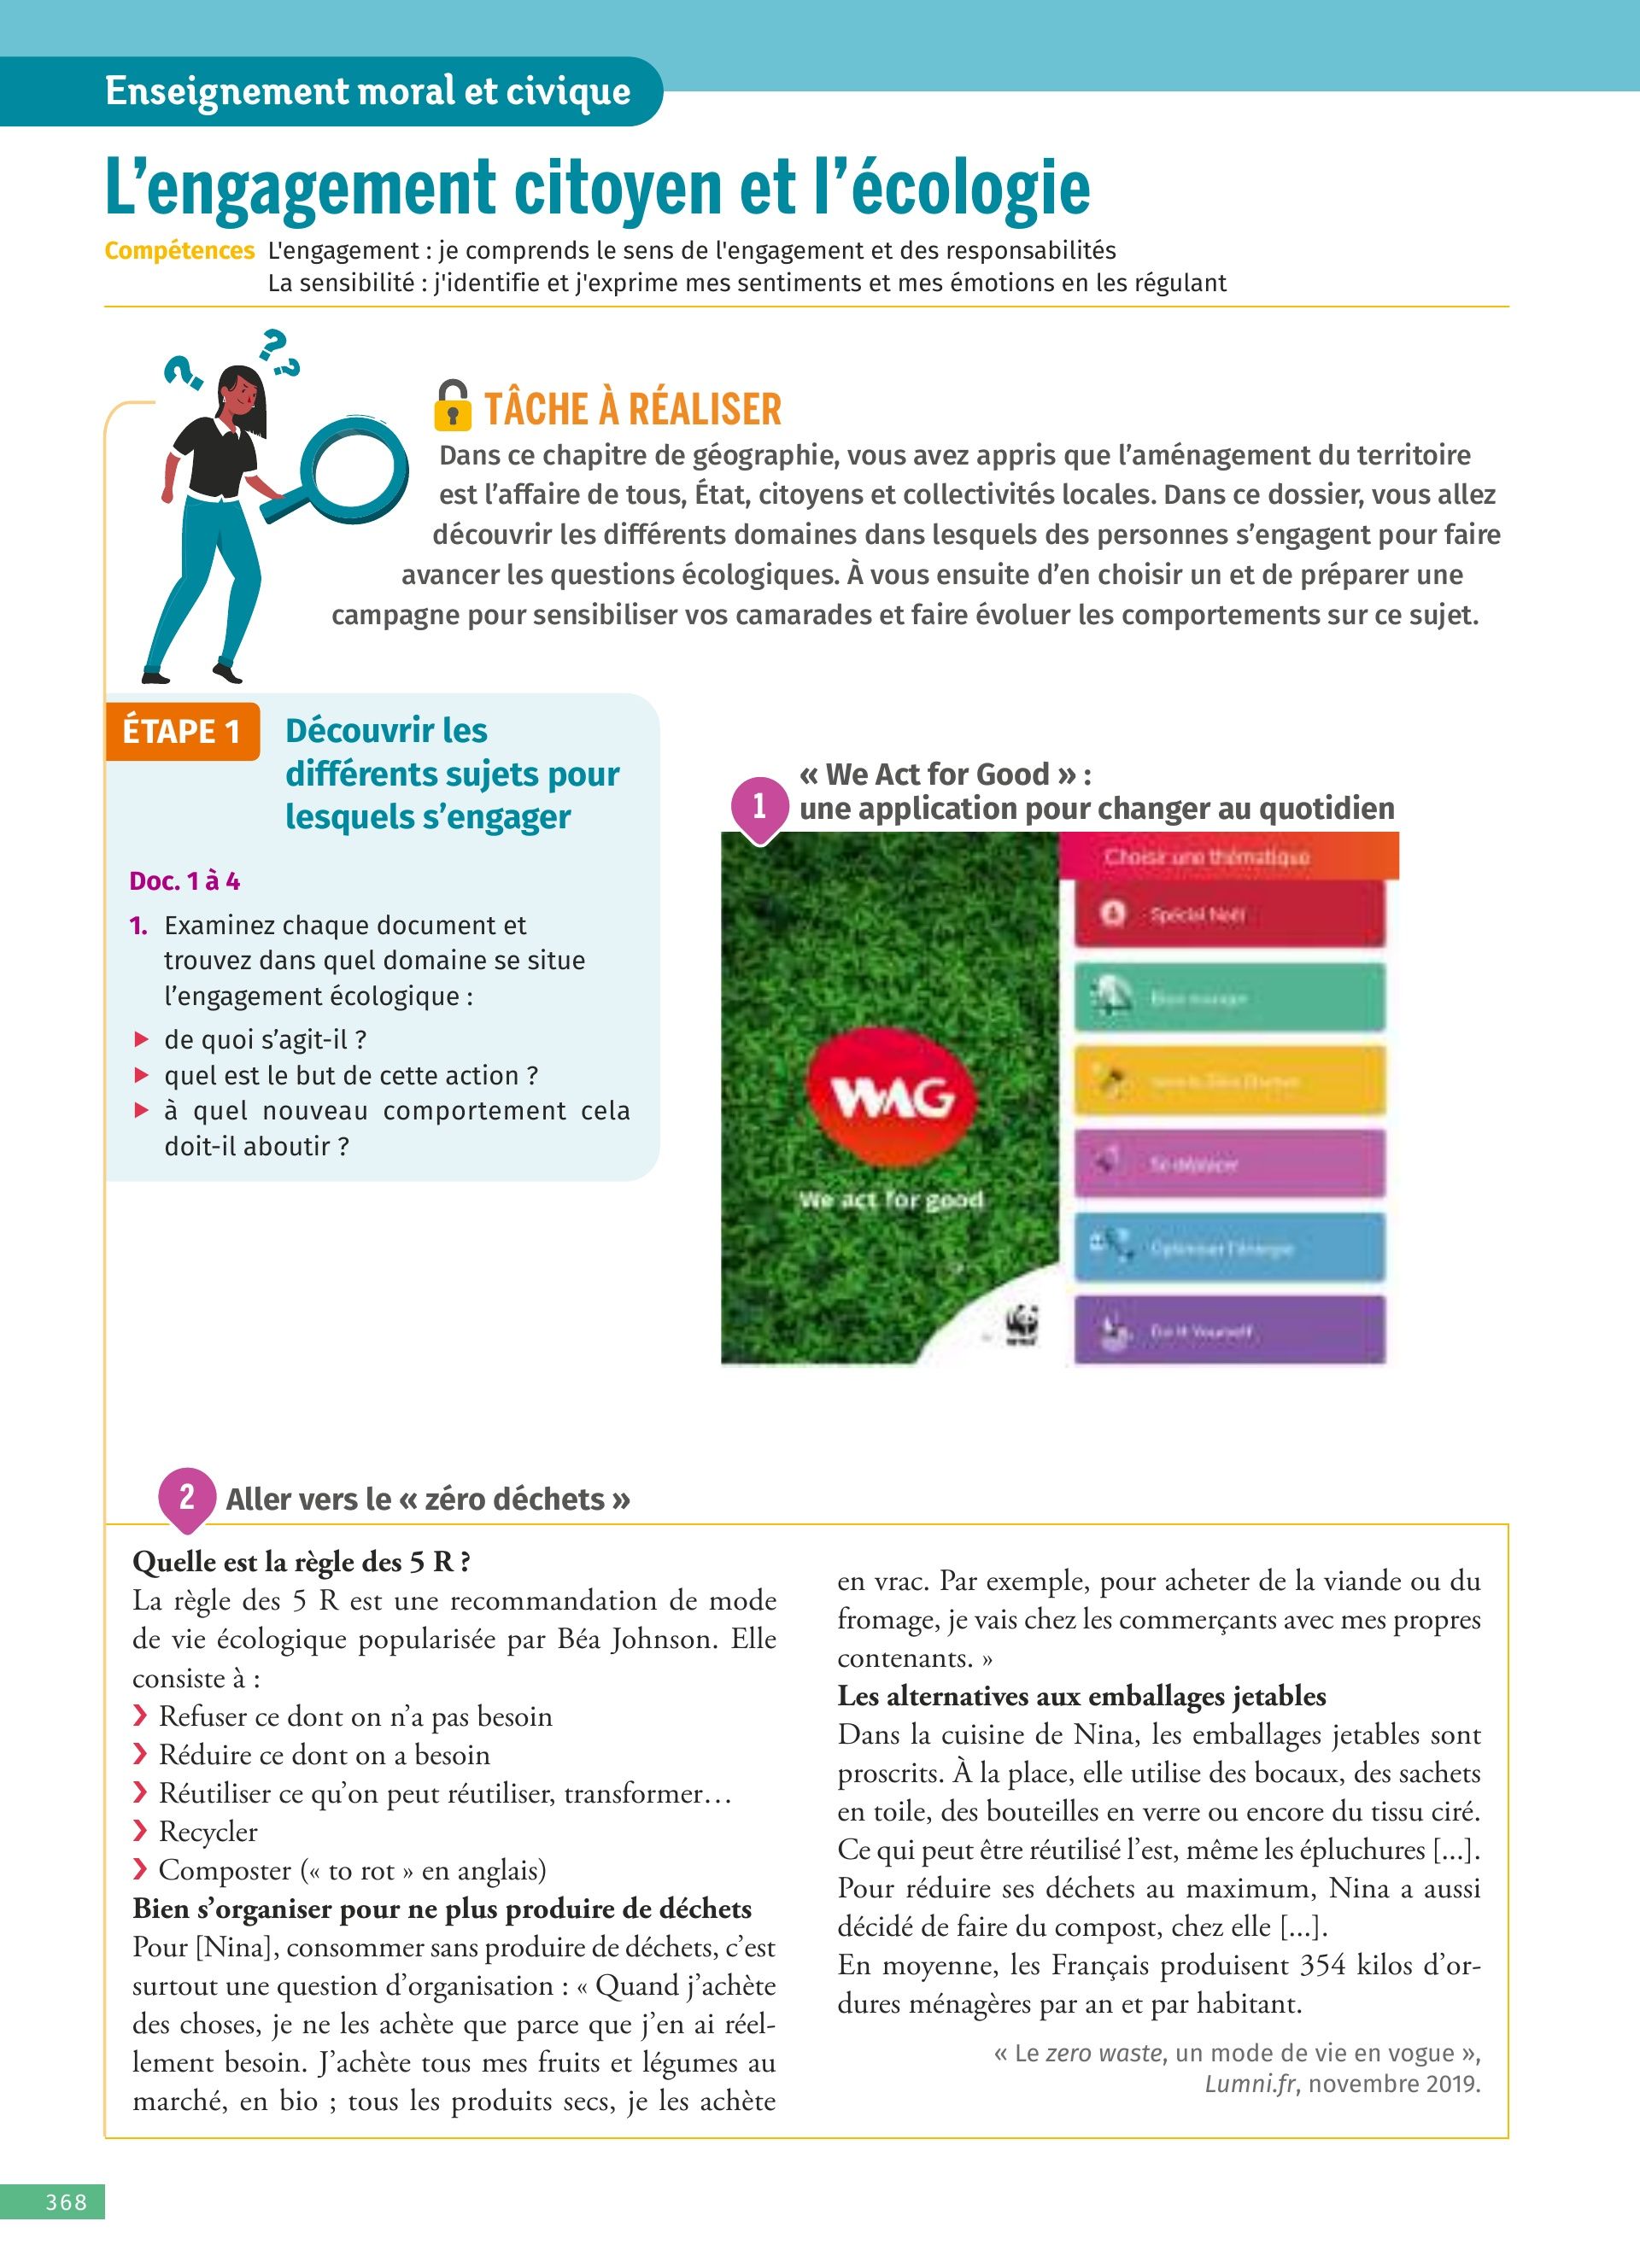 Enseignement moral et civique
L’engagement citoyen et l’écologie
Compétences L'engagement : je comprends le sens de l'engagement et des responsabilités
La sensibilité : j'identifie et j'exprime mes sentiments et mes émotions en les régulant
? ? ?
TÂCHE À RÉALISER
Dans ce chapitre de géographie, vous avez appris que l’aménagement du territoire
est l’affaire de tous, État, citoyens et collectivités locales. Dans ce dossier, vous allez
découvrir les différents domaines dans lesquels des personnes s’engagent pour faire
avancer les questions écologiques. À vous ensuite d’en choisir un et de préparer une
campagne pour sensibiliser vos camarades et faire évoluer les comportements sur ce sujet.
ÉTAPE 1
Découvrir les
différents sujets pour
lesquels s’engager
Doc. 1 à 4
1. Examinez chaque document et
trouvez dans quel domaine se situe
l’engagement écologique :
▶ de quoi s’agit-il ?
▶ quel est le but de cette action ?
▶ à quel nouveau comportement cela
doit-il aboutir ?
1
« We Act for Good » :
une application pour changer au quotidien
WAG
We act for good
Choisir une thématique
Spécial Noël
Bien manger
Se déplacer
Optimiser l'énergie
Do It Yourself
2 Aller vers le « zéro déchets »
Quelle est la règle des 5 R ?
La règle des 5 R est une recommandation de mode
de vie écologique popularisée par Béa Johnson. Elle
consiste à :
❯ Refuser ce dont on n’a pas besoin
❯ Réduire ce dont on a besoin
❯ Réutiliser ce qu’on peut réutiliser, transformer…
❯ Recycler
❯ Composter (« to rot » en anglais)
Bien s’organiser pour ne plus produire de déchets
Pour [Nina], consommer sans produire de déchets, c’est
surtout une question d’organisation : « Quand j’achète
des choses, je ne les achète que parce que j’en ai réel-
lement besoin. J’achète tous mes fruits et légumes au
marché, en bio ; tous les produits secs, je les achète
en vrac. Par exemple, pour acheter de la viande ou du
fromage, je vais chez les commerçants avec mes propres
contenants. »
Les alternatives aux emballages jetables
Dans la cuisine de Nina, les emballages jetables sont
proscrits. À la place, elle utilise des bocaux, des sachets
en toile, des bouteilles en verre ou encore du tissu ciré.
Ce qui peut être réutilisé l’est, même les épluchures [...].
Pour réduire ses déchets au maximum, Nina a aussi
décidé de faire du compost, chez elle [...].
En moyenne, les Français produisent 354 kilos d’or-
dures ménagères par an et par habitant.
« Le zero waste, un mode de vie en vogue »,
Lumni.fr, novembre 2019.
368